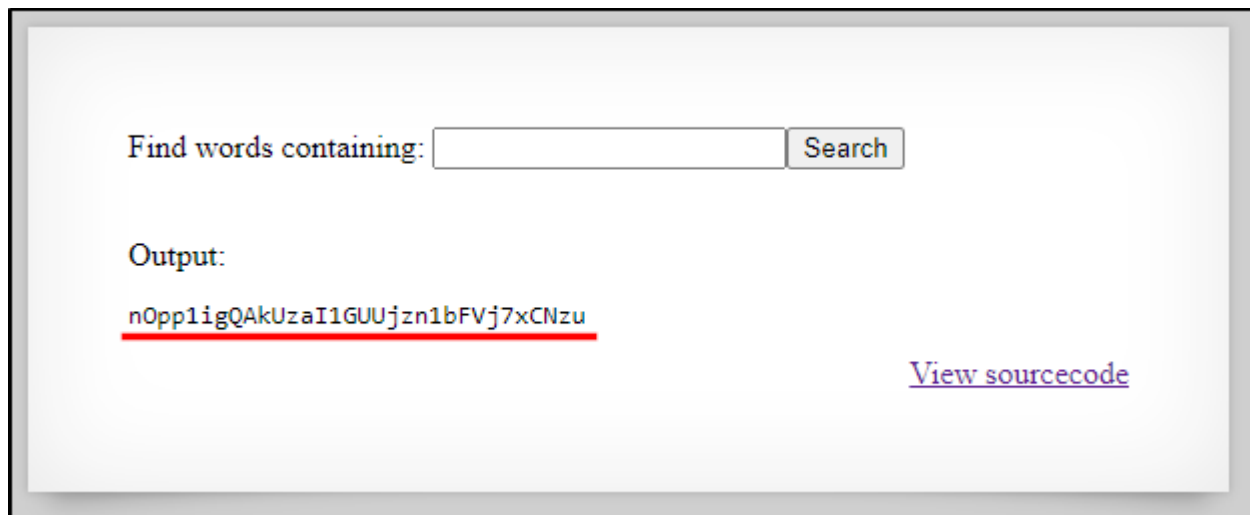 Find words containing: Search
Output:
nOpp1igQAkUzaI1GUUjzn1bFVj7xCNzu
View sourcecode